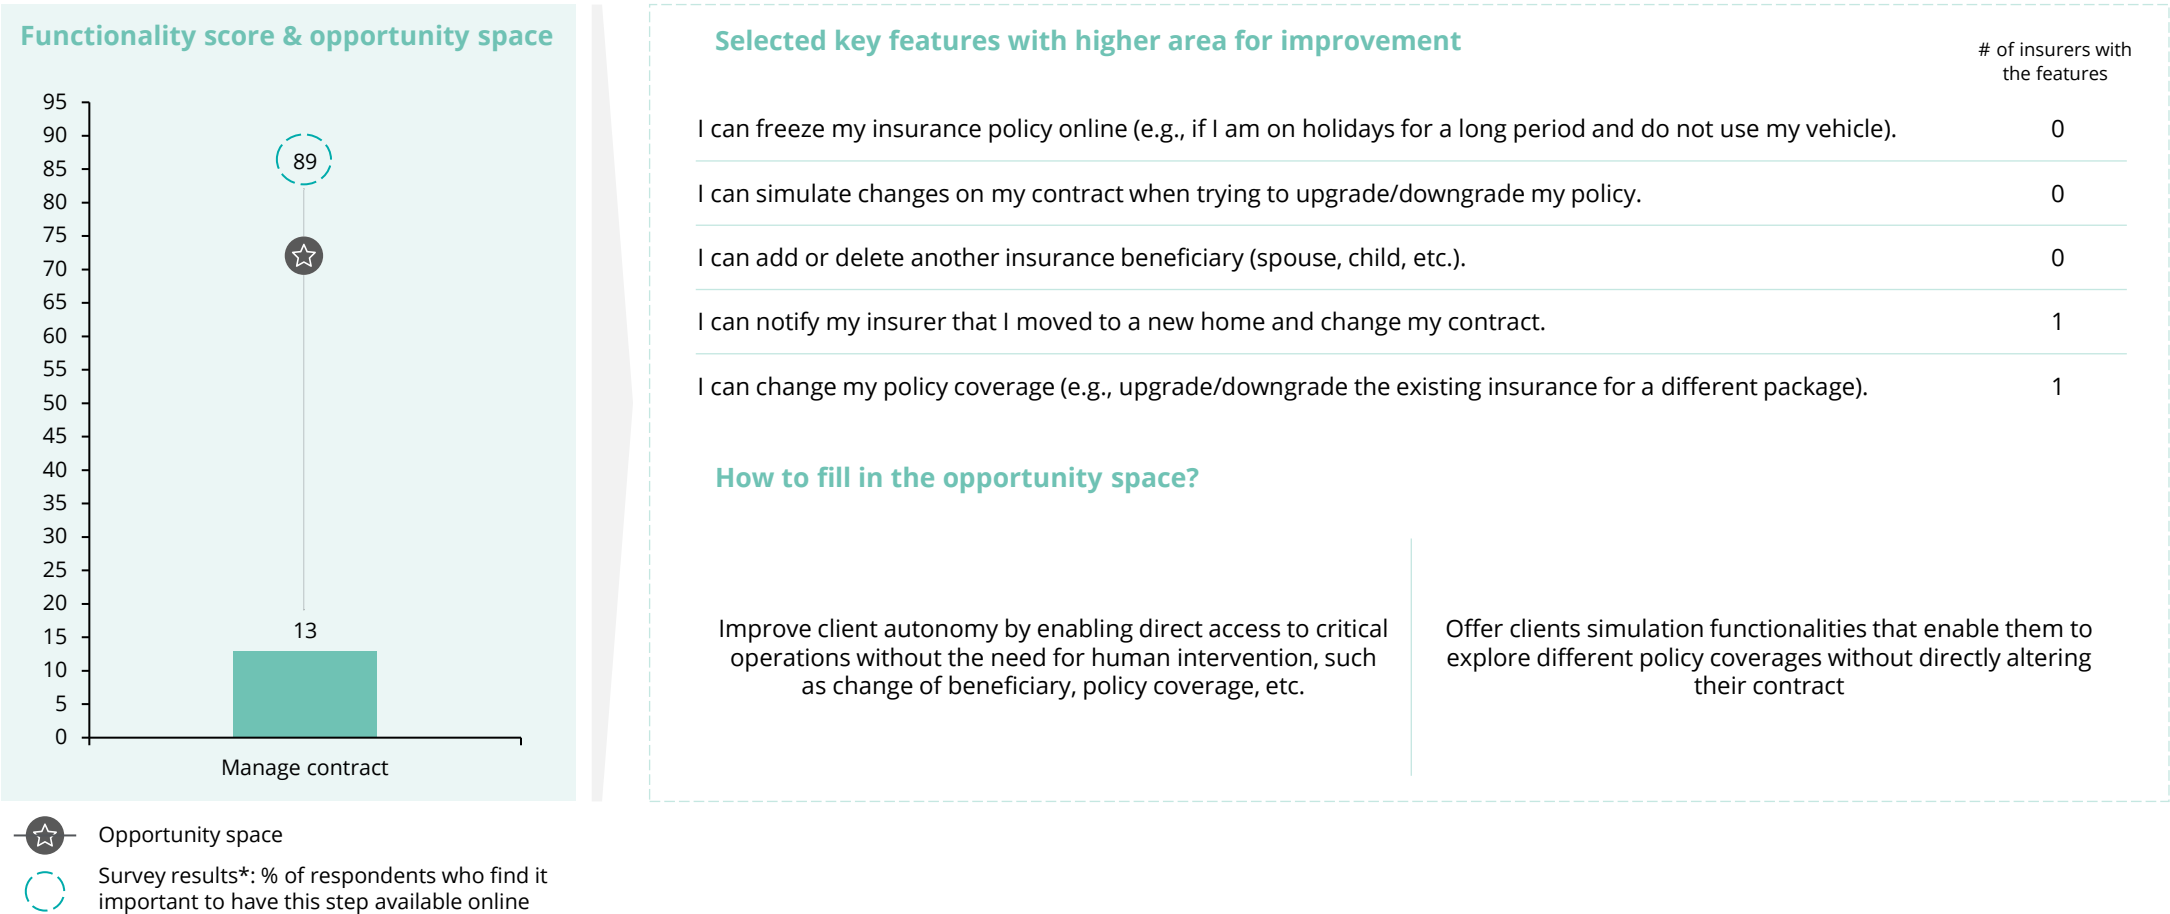 Functionality score & opportunity space
95
90
85
80
75
70
65
60
55
50
45
40
35
30
25
20
15
10
5
0
89
13
Manage contract
Opportunity space
Survey results*: % of respondents who find it
important to have this step available online
Selected key features with higher area for improvement
# of insurers with
the features
I can freeze my insurance policy online (e.g., if I am on holidays for a long period and do not use my vehicle). 0
I can simulate changes on my contract when trying to upgrade/downgrade my policy. 0
I can add or delete another insurance beneficiary (spouse, child, etc.). 0
I can notify my insurer that I moved to a new home and change my contract. 1
I can change my policy coverage (e.g., upgrade/downgrade the existing insurance for a different package). 1
How to fill in the opportunity space?
Improve client autonomy by enabling direct access to critical
operations without the need for human intervention, such
as change of beneficiary, policy coverage, etc.
Offer clients simulation functionalities that enable them to
explore different policy coverages without directly altering
their contract